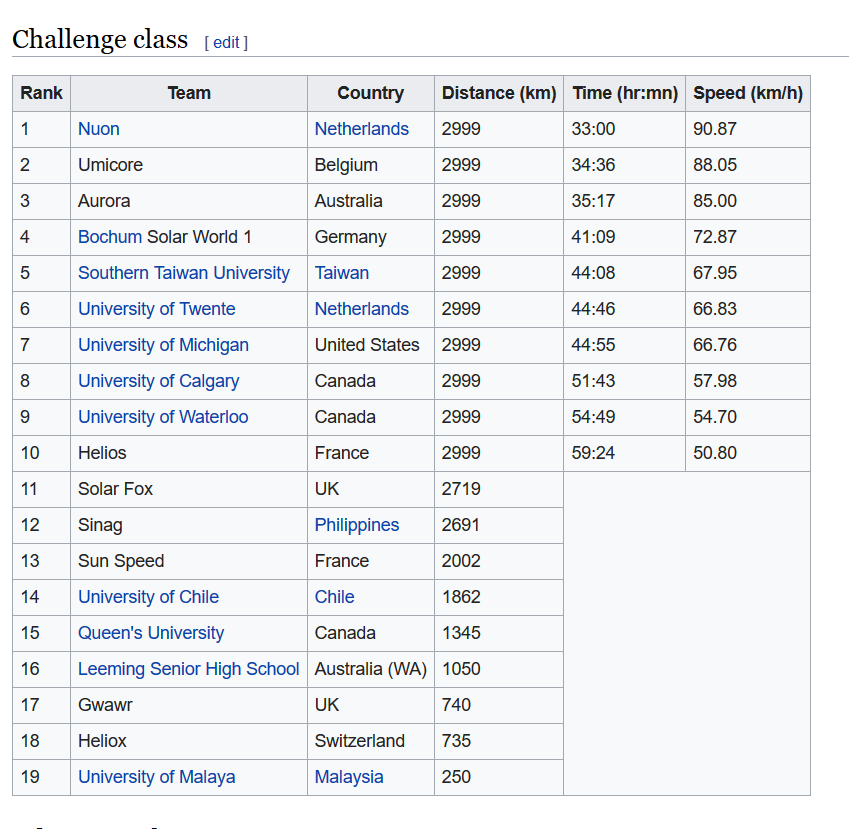 Challenge class [ edit ]
Rank Team Country Distance (km) Time (hr:mn) Speed (km/h)
1 Nuon Netherlands 2999 33:00 90.87
2 Umicore Belgium 2999 34:36 88.05
3 Aurora Australia 2999 35:17 85.00
4 Bochum Solar World 1 Germany 2999 41:09 72.87
5 Southern Taiwan University Taiwan 2999 44:08 67.95
6 University of Twente Netherlands 2999 44:46 66.83
7 University of Michigan United States 2999 44:55 66.76
8 University of Calgary Canada 2999 51:43 57.98
9 University of Waterloo Canada 2999 54:49 54.70
10 Helios France 2999 59:24 50.80
11 Solar Fox UK 2719
12 Sinag Philippines 2691
13 Sun Speed France 2002
14 University of Chile Chile 1862
15 Queen's University Canada 1345
16 Leeming Senior High School Australia (WA) 1050
17 Gwawr UK 740
18 Heliox Switzerland 735
19 University of Malaya Malaysia 250